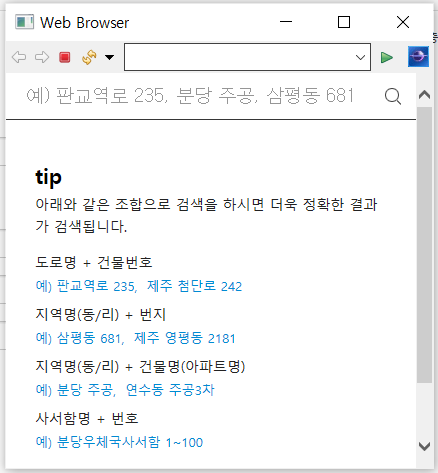 Web Browser
예) 판교역로 235, 분당 주공, 삼평동 681
tip
아래와 같은 조합으로 검색을 하시면 더욱 정확한 결과
가 검색됩니다.
도로명 + 건물번호
예) 판교역로 235, 제주 첨단로 242
지역명(동/리) + 번지
예) 삼평동 681, 제주 영평동 2181
지역명(동/리) + 건물명(아파트명)
예) 분당 주공, 연수동 주공3차
사서함명 + 번호
예) 분당우체국사서함 1~100